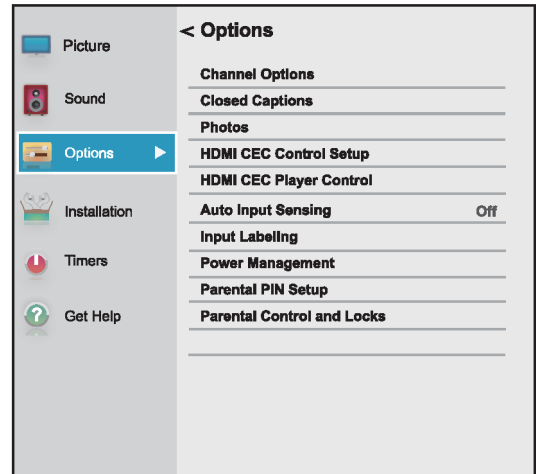 Picture
Sound
Options
Installation
Timers
Get Help
< Options
Channel Options
Closed Captions
Photos
HDMI CEC Control Setup
HDMI CEC Player Control
Auto Input Sensing Off
Input Labeling
Power Management
Parental PIN Setup
Parental Control and Locks